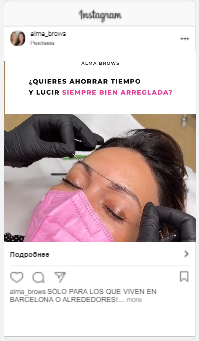 Instagram
alma_brows
Реклама
ALMA BROWS
¿QUIERES AHORRAR TIEMPO
Y LUCIR SIEMPRE BIEN ARREGLADA?
Подробнее
alma_brows SOLO PARA LOS QUE VIVEN EN
BARCELONA O ALREDEDORES!... more